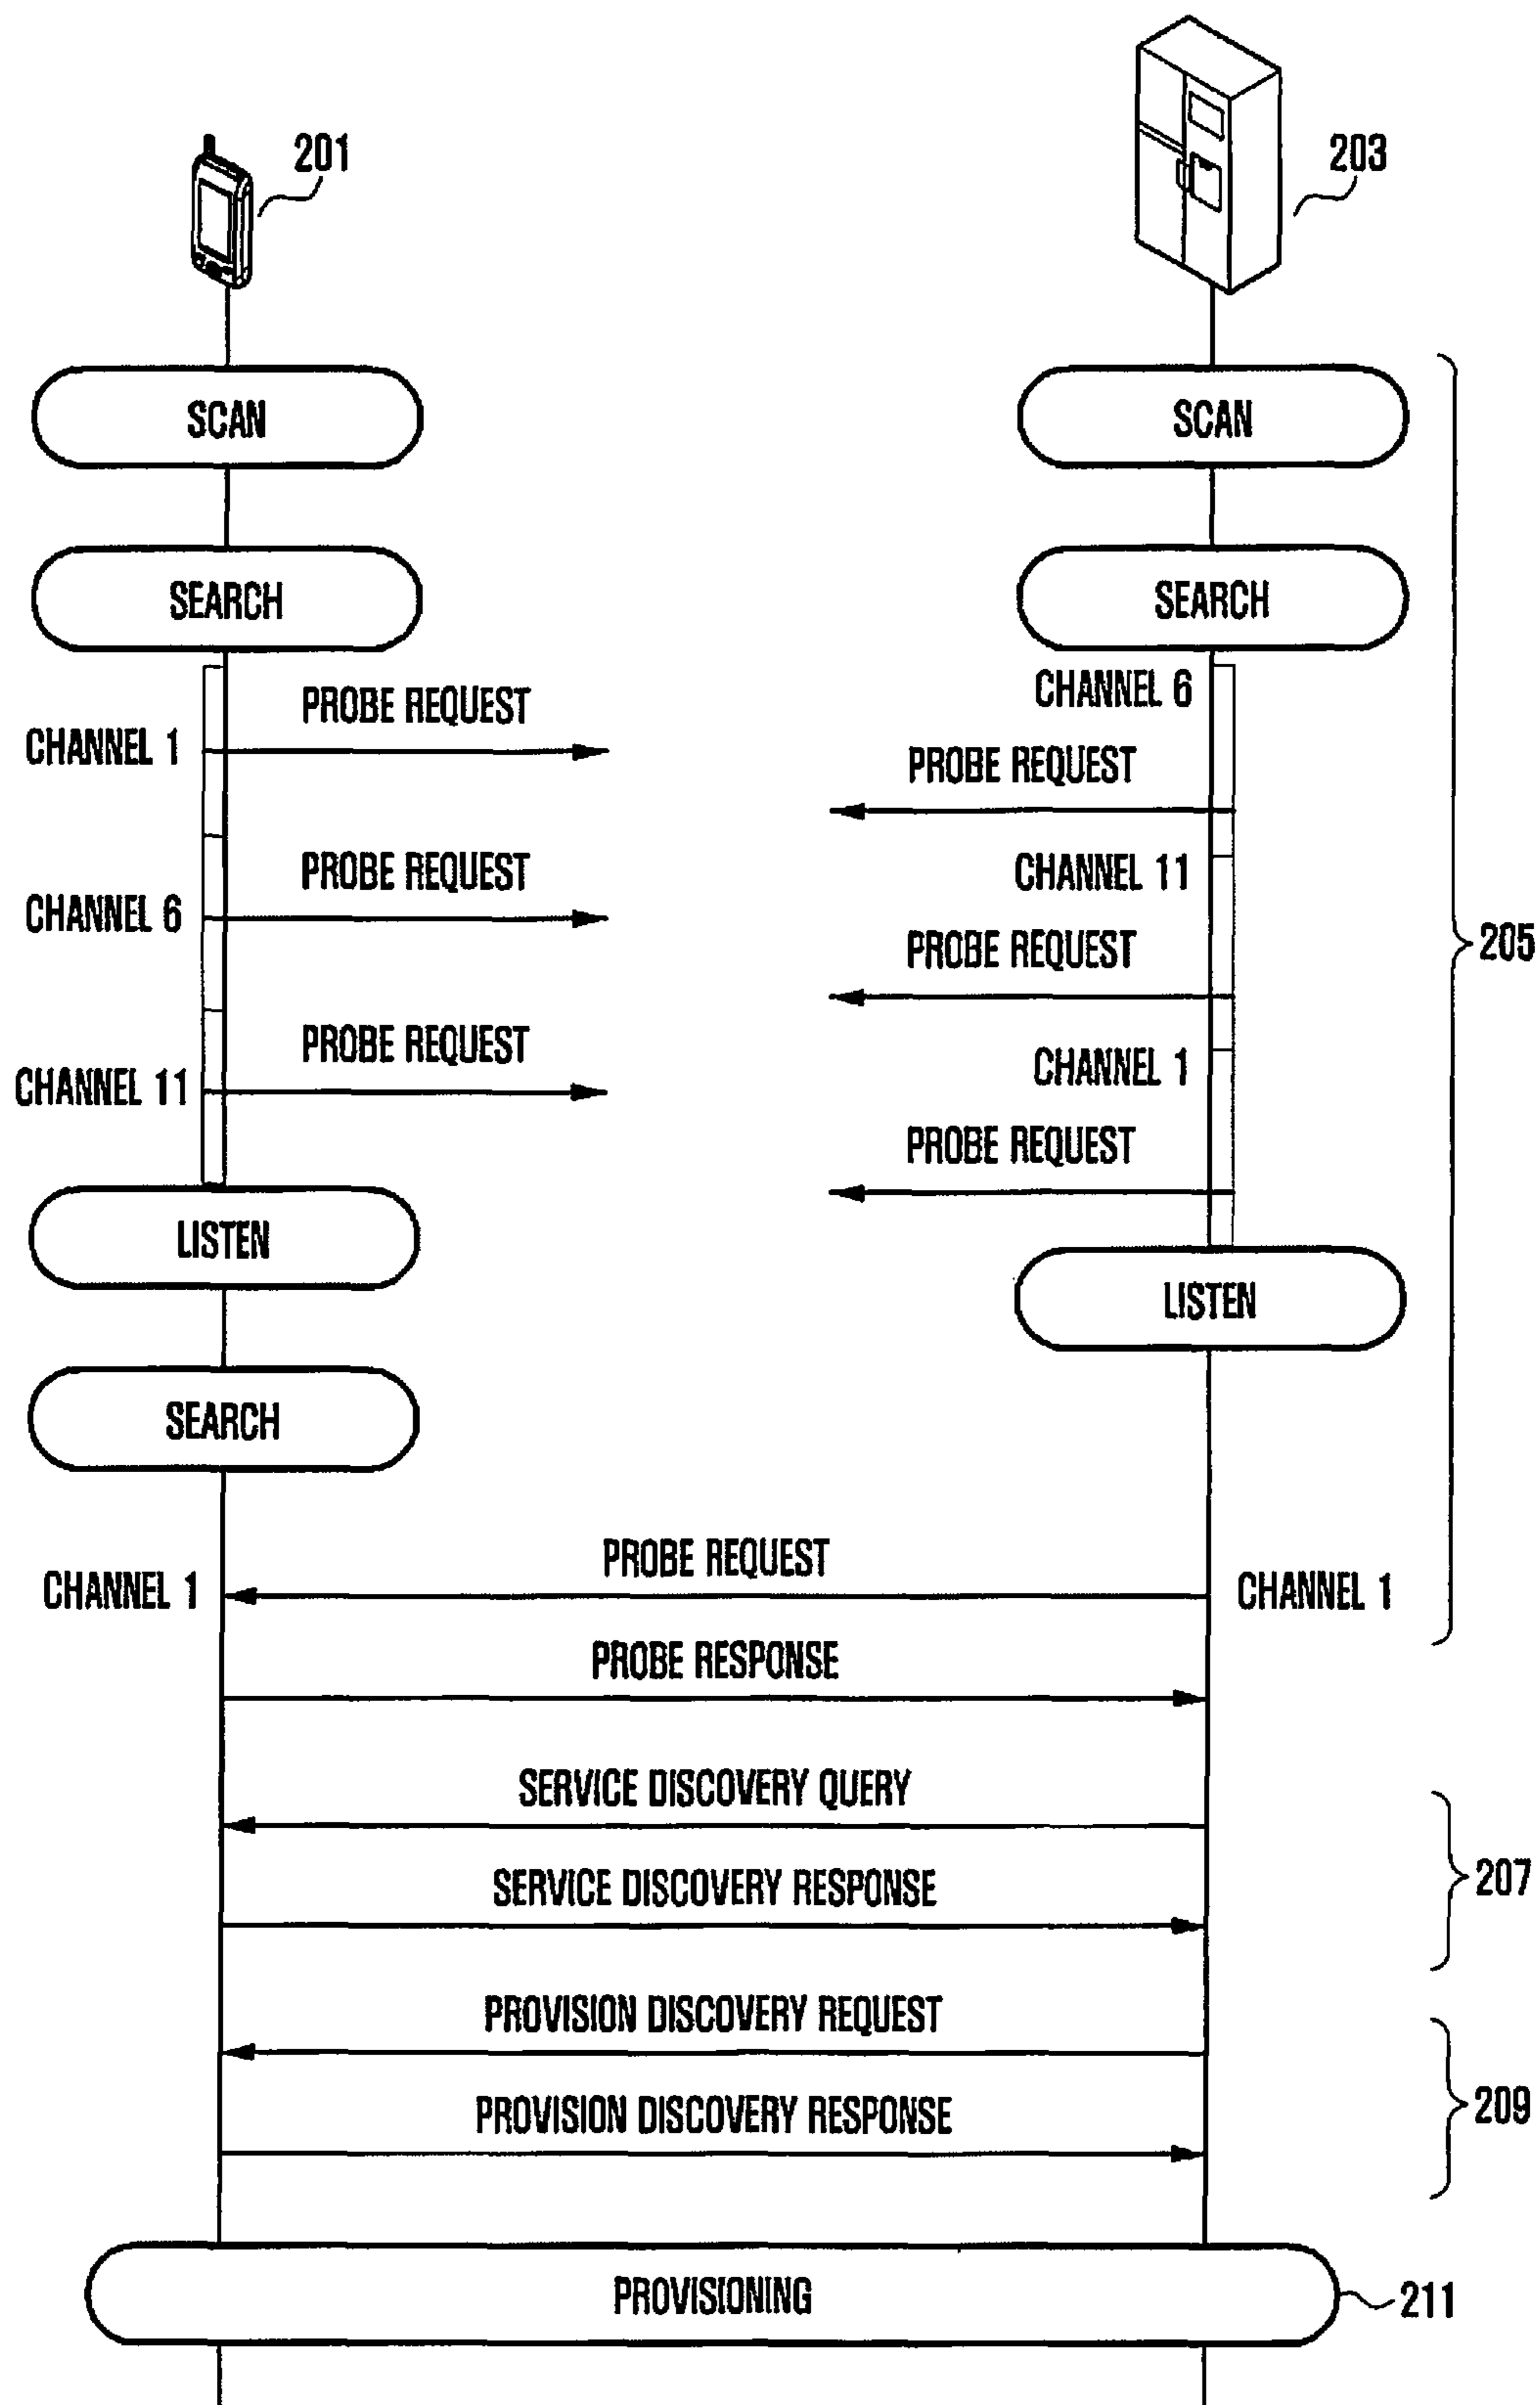 201
203
SCAN
SCAN
SEARCH
SEARCH
CHANNEL 6
PROBE REQUEST
CHANNEL 1
PROBE REQUEST
PROBE REQUEST
CHANNEL 11
CHANNEL 6
PROBE REQUEST
205
PROBE REQUEST
CHANNEL 1
CHANNEL 11
PROBE REQUEST
LISTEN
LISTEN
SEARCH
PROBE REQUEST
CHANNEL 1
CHANNEL 1
PROBE RESPONSE
SERVICE DISCOVERY QUERY
207
SERVICE DISCOVERY RESPONSE
PROVISION DISCOVERY REQUEST
209
PROVISION DISCOVERY RESPONSE
PROVISIONING
211